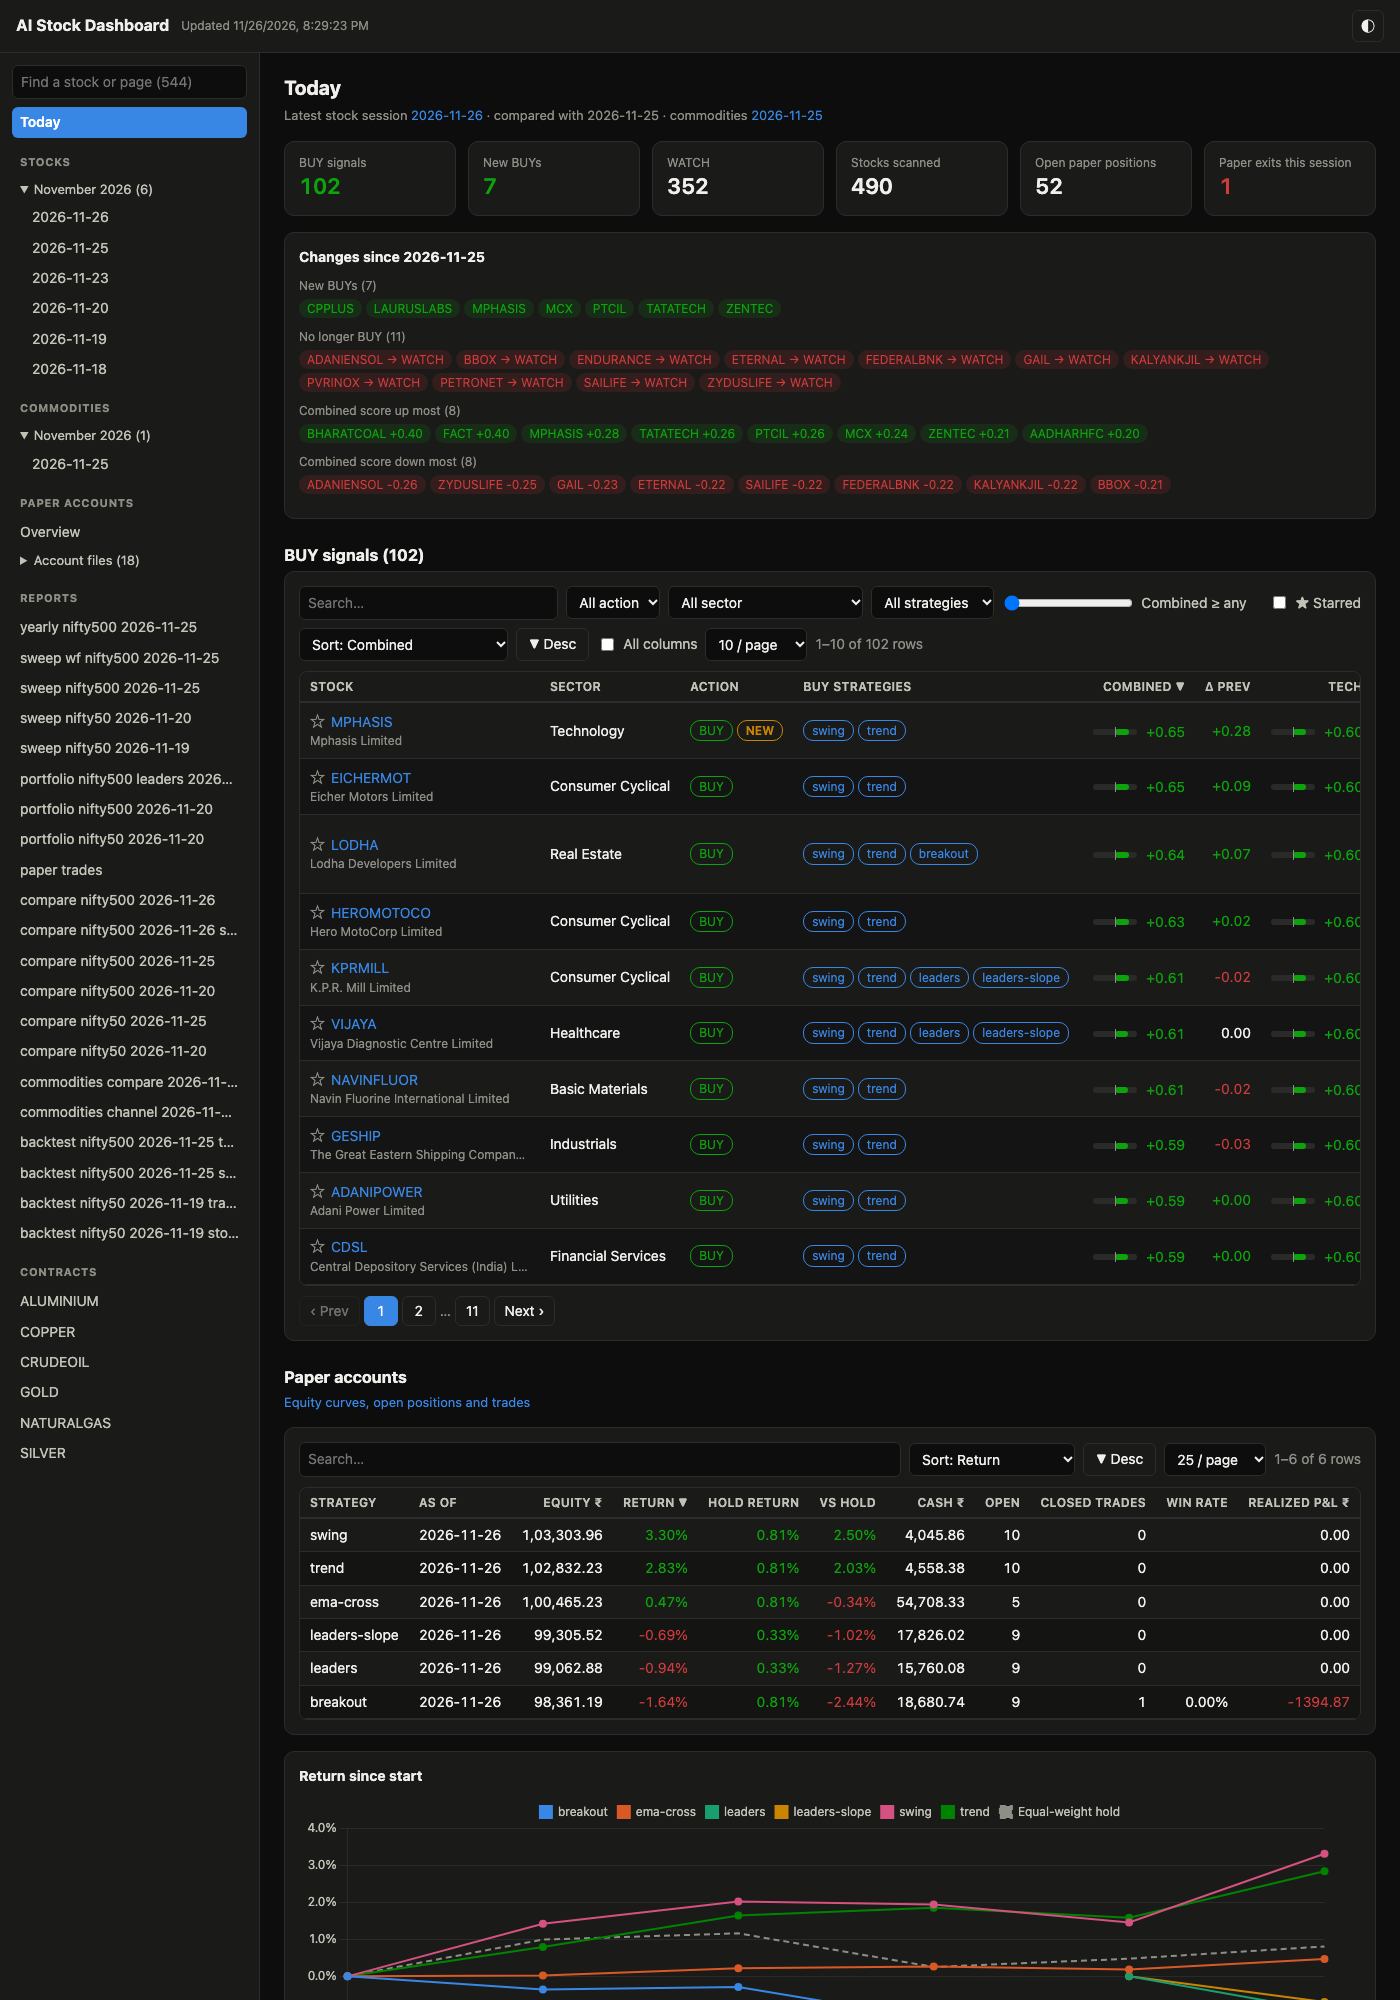 AI Stock Dashboard Updated 11/26/2026, 8:29:23 PM
Find a stock or page (544)
Today
STOCKS
▼ November 2026 (6)
2026-11-26
2026-11-25
2026-11-23
2026-11-20
2026-11-19
2026-11-18
COMMODITIES
▼ November 2026 (1)
2026-11-25
PAPER ACCOUNTS
Overview
▶ Account files (18)
REPORTS
yearly nifty500 2026-11-25
sweep wf nifty500 2026-11-25
sweep nifty500 2026-11-25
sweep nifty50 2026-11-20
sweep nifty50 2026-11-19
portfolio nifty500 leaders 2026...
portfolio nifty500 2026-11-20
portfolio nifty50 2026-11-20
paper trades
compare nifty500 2026-11-26
compare nifty500 2026-11-26 s...
compare nifty500 2026-11-25
compare nifty500 2026-11-20
compare nifty50 2026-11-25
compare nifty50 2026-11-20
commodities compare 2026-11-...
commodities channel 2026-11-...
backtest nifty500 2026-11-25 t...
backtest nifty500 2026-11-25 s...
backtest nifty50 2026-11-19 tra...
backtest nifty50 2026-11-19 sto...
CONTRACTS
ALUMINIUM
COPPER
CRUDEOIL
GOLD
NATURALGAS
SILVER
Today
Latest stock session 2026-11-26 · compared with 2026-11-25 · commodities 2026-11-25
BUY signals New BUYs WATCH Stocks scanned Open paper positions Paper exits this session
102 7 352 490 52 1
Changes since 2026-11-25
New BUYs (7)
CPPLUS LAURUSLABS MPHASIS MCX PTCIL TATATECH ZENTEC
No longer BUY (11)
ADANIENSOL → WATCH BBOX → WATCH ENDURANCE → WATCH ETERNAL → WATCH FEDERALBNK → WATCH GAIL → WATCH KALYANKJIL → WATCH
PVRINOX → WATCH PETRONET → WATCH SAILIFE → WATCH ZYDUSLIFE → WATCH
Combined score up most (8)
BHARATCOAL +0.40 FACT +0.40 MPHASIS +0.28 TATATECH +0.26 PTCIL +0.26 MCX +0.24 ZENTEC +0.21 AADHARHFC +0.20
Combined score down most (8)
ADANIENSOL -0.26 ZYDUSLIFE -0.25 GAIL -0.23 ETERNAL -0.22 SAILIFE -0.22 FEDERALBNK -0.22 KALYANKJIL -0.22 BBOX -0.21
BUY signals (102)
Search... All action All sector All strategies Combined ≥ any ★ Starred
Sort: Combined ▼ Desc All columns 10 / page 1–10 of 102 rows
STOCK SECTOR ACTION BUY STRATEGIES COMBINED ▼ Δ PREV TECH
☆ MPHASIS Technology BUY NEW swing trend +0.65 +0.28 +0.60
Mphasis Limited
☆ EICHERMOT Consumer Cyclical BUY swing trend +0.65 +0.09 +0.60
Eicher Motors Limited
☆ LODHA Real Estate BUY swing trend breakout +0.64 +0.07 +0.60
Lodha Developers Limited
☆ HEROMOTOCO Consumer Cyclical BUY swing trend +0.63 +0.02 +0.60
Hero MotoCorp Limited
☆ KPRMILL Consumer Cyclical BUY swing trend leaders leaders-slope +0.61 -0.02 +0.60
K.P.R. Mill Limited
☆ VIJAYA Healthcare BUY swing trend leaders leaders-slope +0.61 0.00 +0.60
Vijaya Diagnostic Centre Limited
☆ NAVINFLUOR Basic Materials BUY swing trend +0.61 -0.02 +0.60
Navin Fluorine International Limited
☆ GESHIP Industrials BUY swing trend +0.59 -0.03 +0.60
The Great Eastern Shipping Compan...
☆ ADANIPOWER Utilities BUY swing trend +0.59 +0.00 +0.60
Adani Power Limited
☆ CDSL Financial Services BUY swing trend +0.59 +0.00 +0.60
Central Depository Services (India) L...
‹ Prev 1 2 ... 11 Next ›
Paper accounts
Equity curves, open positions and trades
Search... Sort: Return ▼ Desc 25 / page 1–6 of 6 rows
STRATEGY AS OF EQUITY ₹ RETURN ▼ HOLD RETURN VS HOLD CASH ₹ OPEN CLOSED TRADES WIN RATE REALIZED P&L ₹
swing 2026-11-26 1,03,303.96 3.30% 0.81% 2.50% 4,045.86 10 0 0.00
trend 2026-11-26 1,02,832.23 2.83% 0.81% 2.03% 4,558.38 10 0 0.00
ema-cross 2026-11-26 1,00,465.23 0.47% 0.81% -0.34% 54,708.33 5 0 0.00
leaders-slope 2026-11-26 99,305.52 -0.69% 0.33% -1.02% 17,826.02 9 0 0.00
leaders 2026-11-26 99,062.88 -0.94% 0.33% -1.27% 15,760.08 9 0 0.00
breakout 2026-11-26 98,361.19 -1.64% 0.81% -2.44% 18,680.74 9 1 0.00% -1394.87
Return since start
breakout ema-cross leaders leaders-slope swing trend Equal-weight hold
4.0%
3.0%
2.0%
1.0%
0.0%